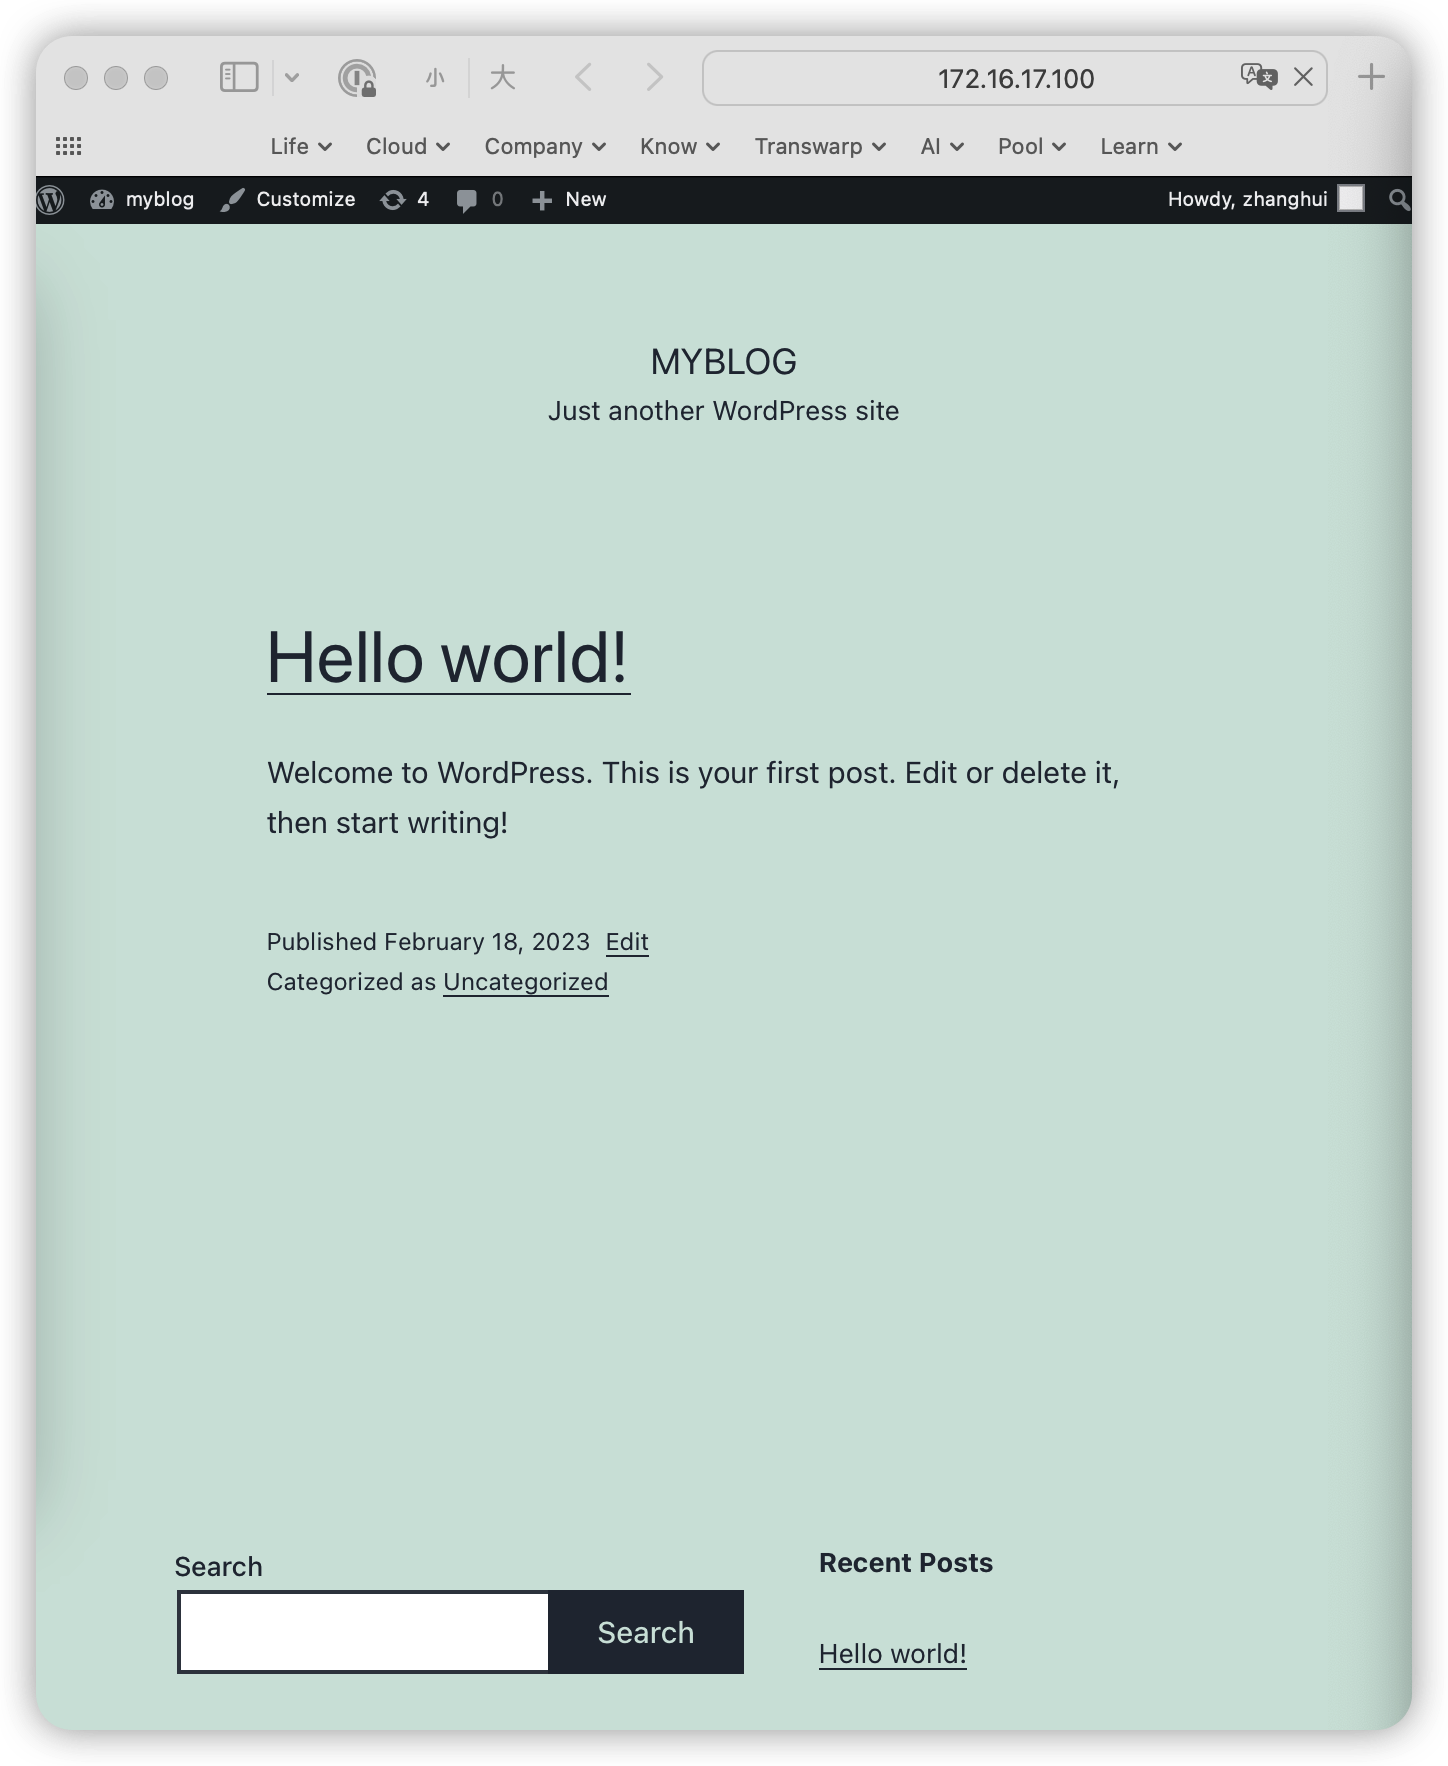 小 大 172.16.17.100
Life Cloud Company Know Transwarp AI Pool Learn
myblog Customize 4 0 New Howdy, zhanghui
MYBLOG
Just another WordPress site
Hello world!
Welcome to WordPress. This is your first post. Edit or delete it,
then start writing!
Published February 18, 2023 Edit
Categorized as Uncategorized
Search
Search
Recent Posts
Hello world!